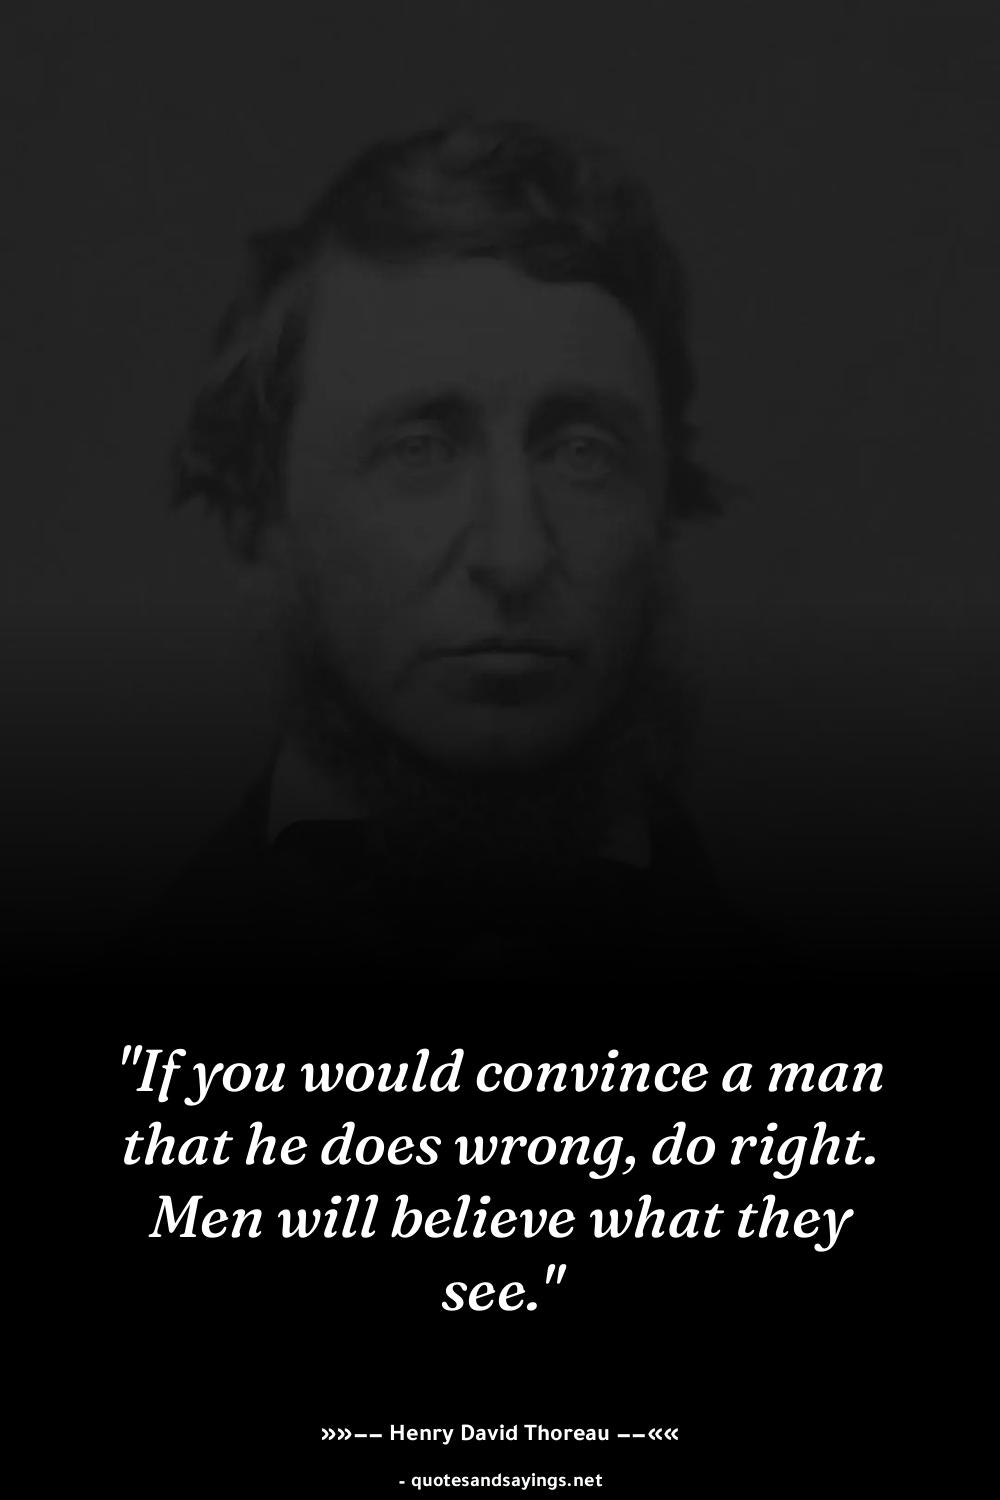 "If you would convince a man
that he does wrong, do right.
Men will believe what they
see."
»»—— Henry David Thoreau ——««
- quotesandsayings.net